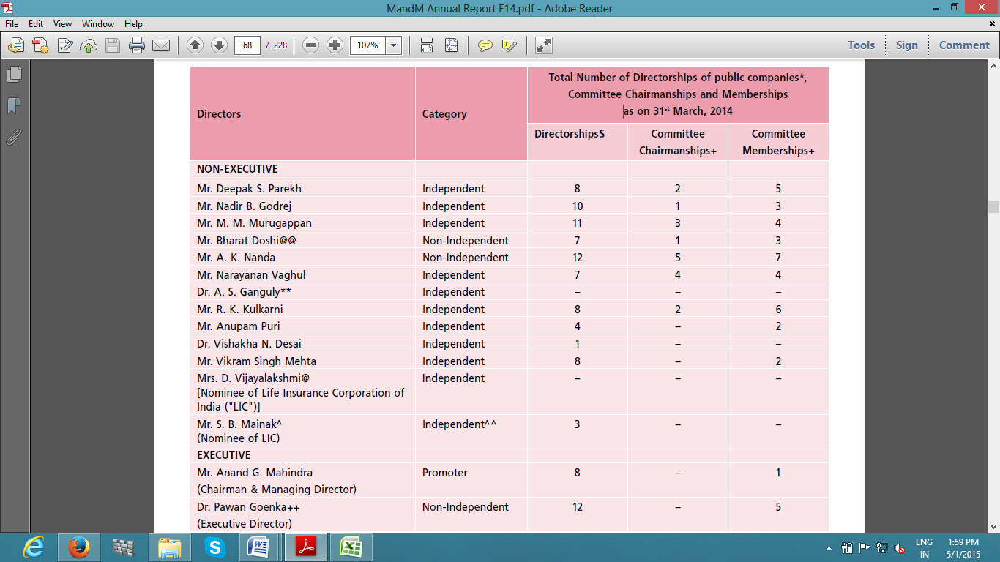 MandM Annual Report F14.pdf - Adobe Reader
File Edit View Window Help
68 / 228 107% Tools Sign Comment
Total Number of Directorships of public companies*,
Committee Chairmanships and Memberships
as on 31st March, 2014
Directors Category
Directorships$ Committee Committee
Chairmanships+ Memberships+
NON-EXECUTIVE
Mr. Deepak S. Parekh Independent 8 2 5
Mr. Nadir B. Godrej Independent 10 1 3
Mr. M. M. Murugappan Independent 11 3 4
Mr. Bharat Doshi@@ Non-Independent 7 1 3
Mr. A. K. Nanda Non-Independent 12 5 7
Mr. Narayanan Vaghul Independent 7 4 4
Dr. A. S. Ganguly** Independent – – –
Mr. R. K. Kulkarni Independent 8 2 6
Mr. Anupam Puri Independent 4 – 2
Dr. Vishakha N. Desai Independent 1 – –
Mr. Vikram Singh Mehta Independent 8 – 2
Mrs. D. Vijayalakshmi@ Independent – – –
[Nominee of Life Insurance Corporation of
India ("LIC")]
Mr. S. B. Mainak^ Independent^^ 3 – –
(Nominee of LIC)
EXECUTIVE
Mr. Anand G. Mahindra Promoter 8 – 1
(Chairman & Managing Director)
Dr. Pawan Goenka++ Non-Independent 12 – 5
(Executive Director)
ENG 1:59 PM
IN 5/1/2015